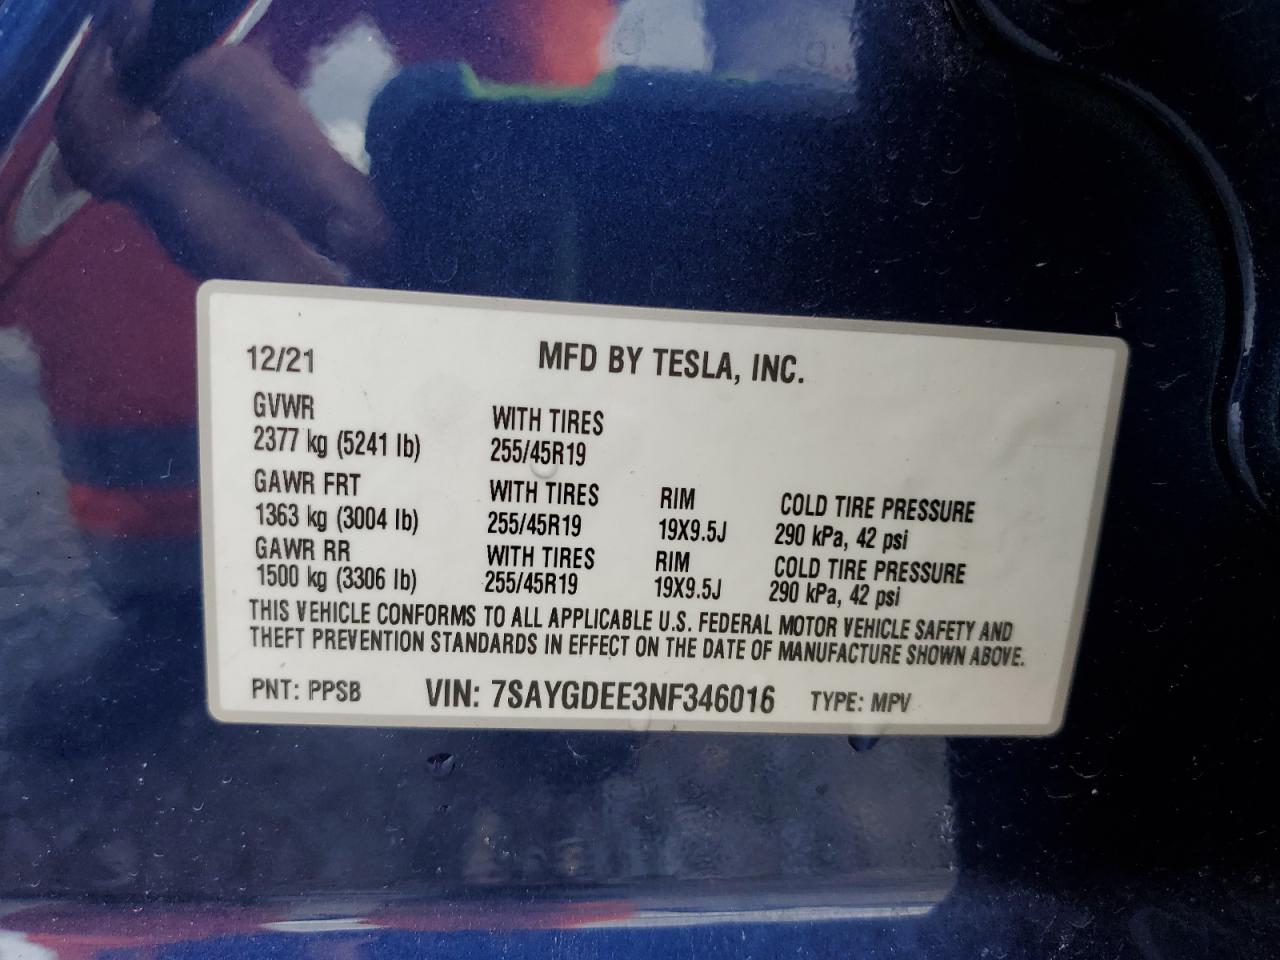 12/21 MFD BY TESLA, INC.
GVWR WITH TIRES
2377 kg (5241 lb) 255/45R19
GAWR FRT WITH TIRES RIM COLD TIRE PRESSURE
1363 kg (3004 lb) 255/45R19 19X9.5J 290 kPa, 42 psi
GAWR RR WITH TIRES RIM COLD TIRE PRESSURE
1500 kg (3306 lb) 255/45R19 19X9.5J 290 kPa, 42 psi
THIS VEHICLE CONFORMS TO ALL APPLICABLE U.S. FEDERAL MOTOR VEHICLE SAFETY AND
THEFT PREVENTION STANDARDS IN EFFECT ON THE DATE OF MANUFACTURE SHOWN ABOVE.
PNT: PPSB VIN: 7SAYGDEE3NF346016 TYPE: MPV